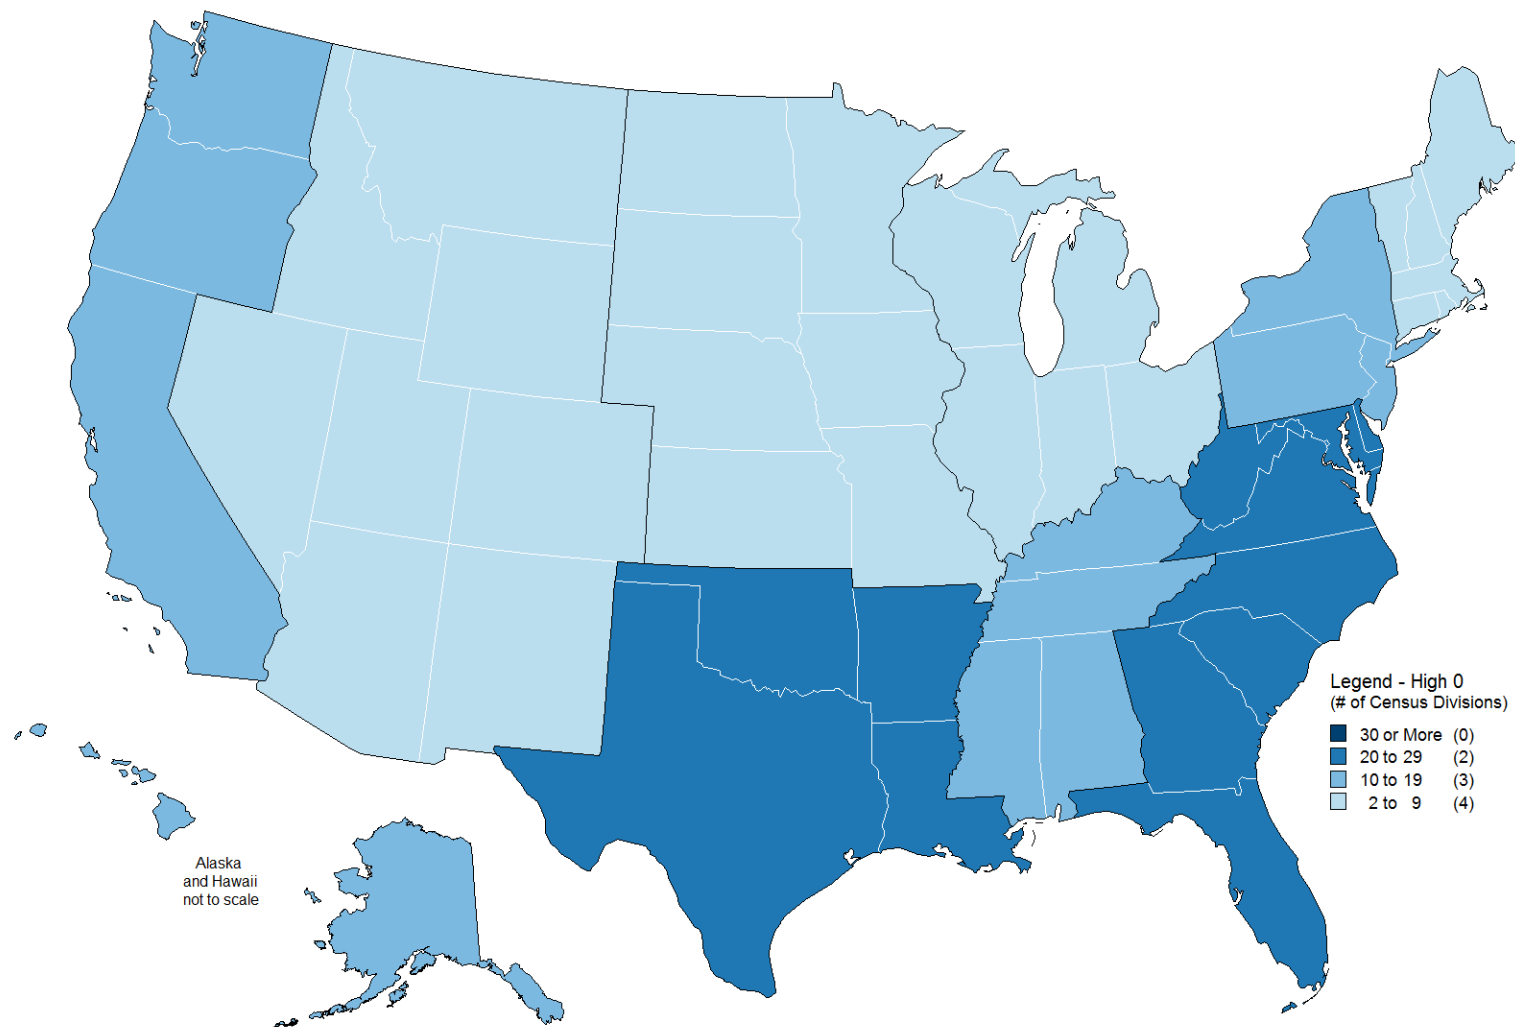 Legend - High 0
(# of Census Divisions)
30 or More (0)
20 to 29 (2)
10 to 19 (3)
2 to 9 (4)
Alaska
and Hawaii
not to scale